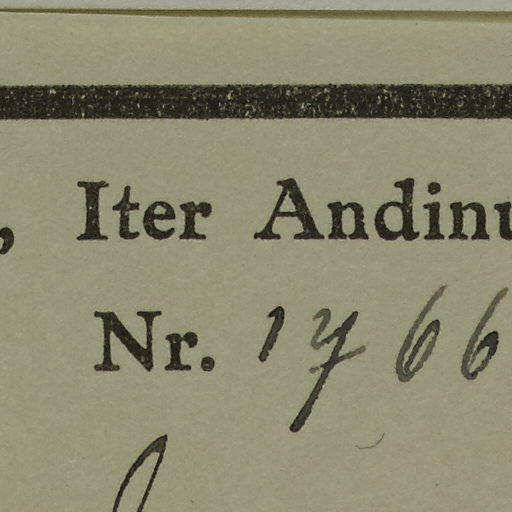 , Iter Andinu
Nr. 1766